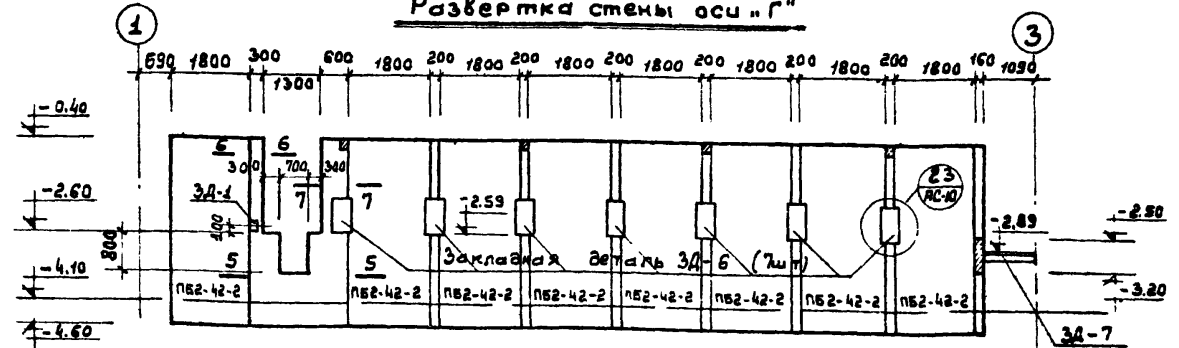 Развертка стены оси „Г"
1 3
690 1800 300 1300 600 1800 200 1800 200 1800 200 1800 200 1800 200 1800 200 1800 160 1090
-0.40
6 6
300 700 300
7 7
23
АС-10
ЗД-1
-2.60
-2.59
-2.89
-2.50
100
800
Закладная деталь ЗД-6 (7шт)
5 5
-4.10
ПБ2-42-2 ПБ2-42-2 ПБ2-42-2 ПБ2-42-2 ПБ2-42-2 ПБ2-42-2 ПБ2-42-2 ПБ2-42-2
-3.20
-4.60
ЗД-7